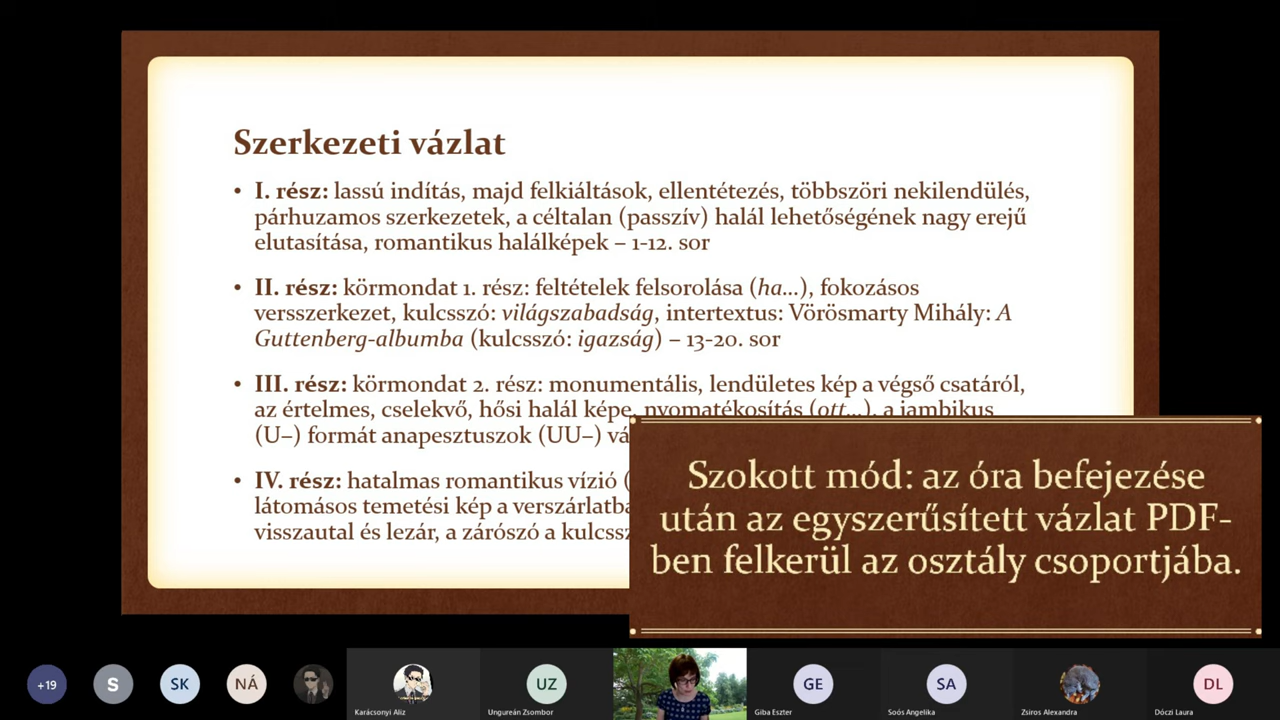 Szerkezeti vázlat
• I. rész: lassú indítás, majd felkiáltások, ellentétezés, többszöri nekilendülés,
párhuzamos szerkezetek, a céltalan (passzív) halál lehetőségének nagy erejű
elutasítása, romantikus halálképek – 1-12. sor
• II. rész: körmondat 1. rész: feltételek felsorolása (ha...), fokozásos
versszerkezet, kulcsszó: világszabadság, intertextus: Vörösmarty Mihály: A
Guttenberg-albumba (kulcsszó: igazság) – 13-20. sor
• III. rész: körmondat 2. rész: monumentális, lendületes kép a végső csatáról,
az értelmes, cselekvő, hősi halál képe, nyomatékosítás (ott...), a jambikus
(U–) formát anapesztuszok (UU–) vá
• IV. rész: hatalmas romantikus vízió (
látomásos temetési kép a verszárlatba
visszautal és lezár, a zárószó a kulcssz
Szokott mód: az óra befejezése
után az egyszerűsített vázlat PDF-
ben felkerül az osztály csoportjába.
+19
S
SK
NÁ
UZ
GE
SA
DL
Karácsonyi Aliz
Ungureán Zsombor
Giba Eszter
Soós Angelika
Zsiros Alexandra
Dóczi Laura